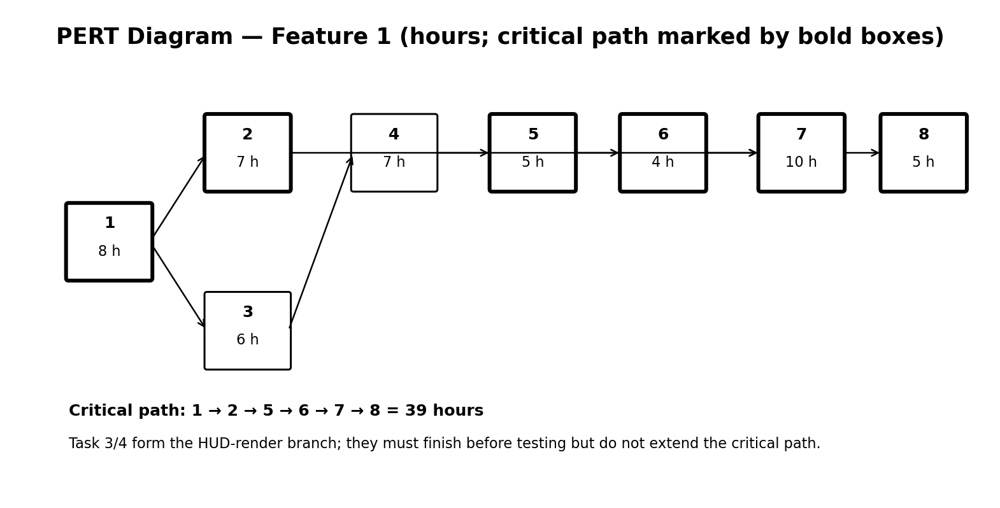 PERT Diagram — Feature 1 (hours; critical path marked by bold boxes)
2
7 h
4
7 h
5
5 h
6
4 h
7
10 h
8
5 h
1
8 h
3
6 h
Critical path: 1 → 2 → 5 → 6 → 7 → 8 = 39 hours
Task 3/4 form the HUD-render branch; they must finish before testing but do not extend the critical path.